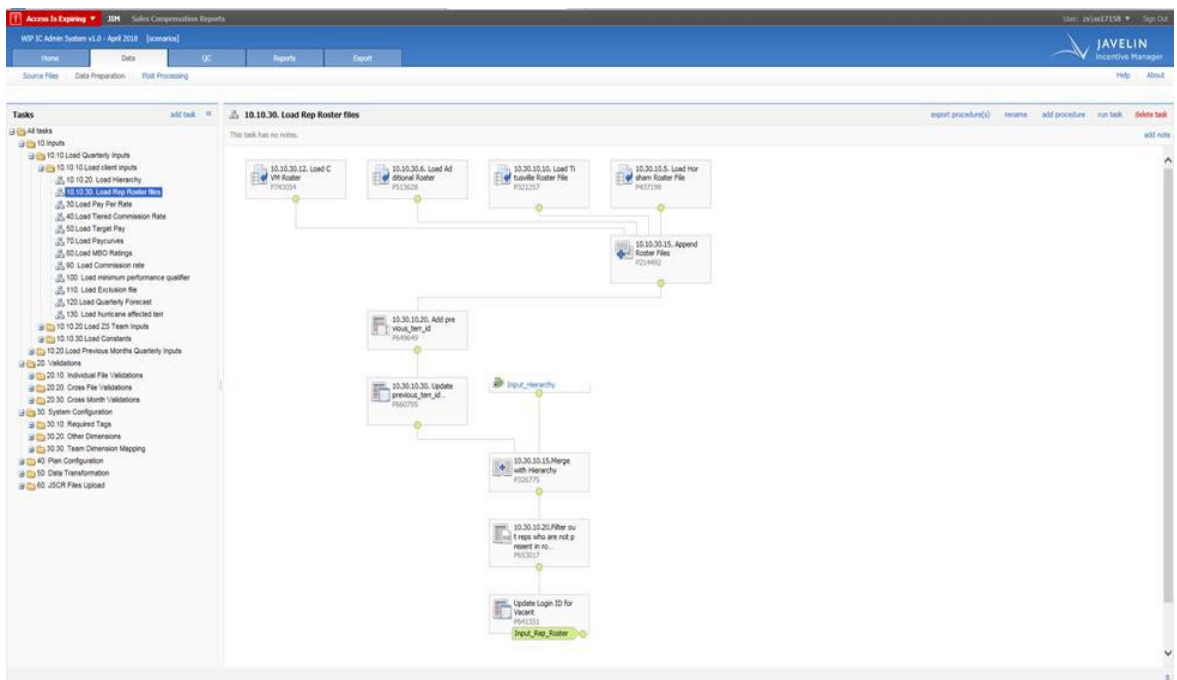 Access Is Expiring ▼ JIM Sales Compensation Reports User: zs\as17158 ▼ Sign Out
WIP IC Admin System v1.0 - April 2018 [scenarios]
Home Data QC Reports Export
JAVELIN
Incentive Manager
Source Files Data Preparation Post Processing Help About
Tasks add task «
10.10.30. Load Rep Roster files export procedure(s) rename add procedure run task delete task
This task has no notes. add note
All tasks
10.Inputs
10.10.Load Quarterly Inputs
10.10.10.Load client inputs
10.10.20. Load Hierarchy
10.10.30. Load Rep Roster files
30.Load Pay Per Rate
40.Load Tiered Commission Rate
50.Load Target Pay
70.Load Paycurves
80.Load MBO Ratings
90. Load Commission rate
100. Load minimum performance qualifier
110. Load Exclusion file
120.Load Quarterly Forecast
130. Load hurricane affected terr
10.10.20.Load ZS Team Inputs
10.10.30.Load Constants
10.20.Load Previous Months Quarterly Inputs
20. Validations
20.10. Individual File Validations
20.20. Cross File Validations
20.30. Cross Month Validations
30. System Configuration
30.10. Required Tags
30.20. Other Dimensions
30.30. Team Dimension Mapping
40. Plan Configuration
50. Data Transformation
60. JSCR Files Upload
10.10.30.12. Load C
VM Roster
P743054
10.10.30.6. Load Ad
ditional Roster
P513628
10.10.30.10.10. Load Ti
tusville Roster File
P321257
10.30.10.5. Load Hor
sham Roster File
P437199
10.10.30.15. Append
Roster Files
P214492
10.30.10.20. Add pre
vious_terr_id
P649649
10.30.10.30. Update
previous_terr_id...
P660795
Input_Hierarchy
10.30.10.15.Merge
with Hierarchy
P326775
10.30.10.20.Filter ou
t reps who are not p
resent in ro...
P653017
Update Login ID for
Vacant
P641351
Input_Rep_Roster